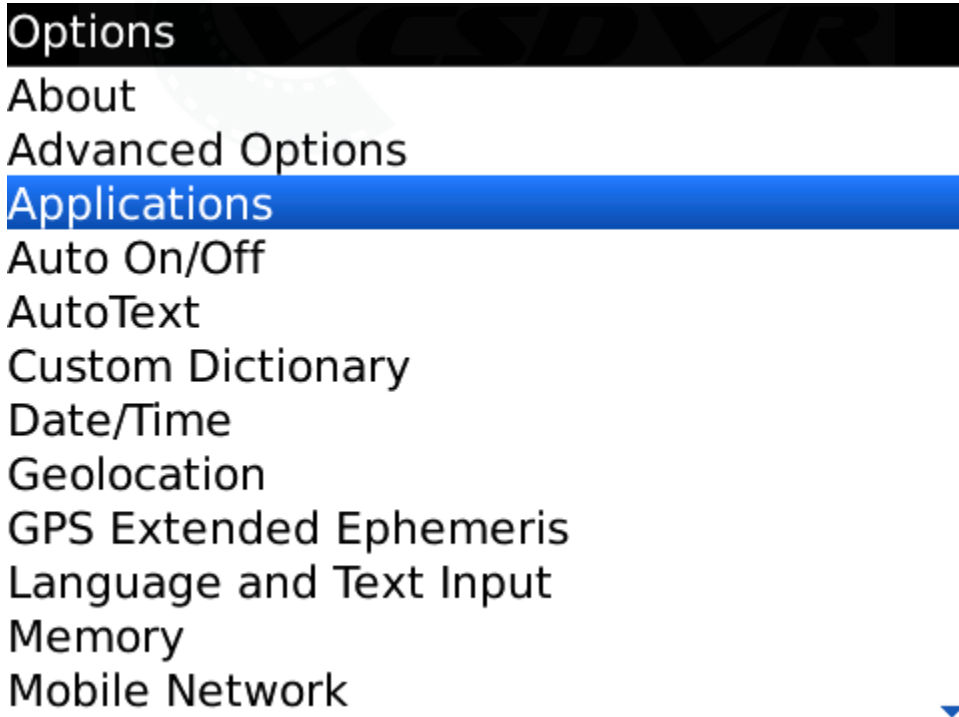 Options
About
Advanced Options
Applications
Auto On/Off
AutoText
Custom Dictionary
Date/Time
Geolocation
GPS Extended Ephemeris
Language and Text Input
Memory
Mobile Network